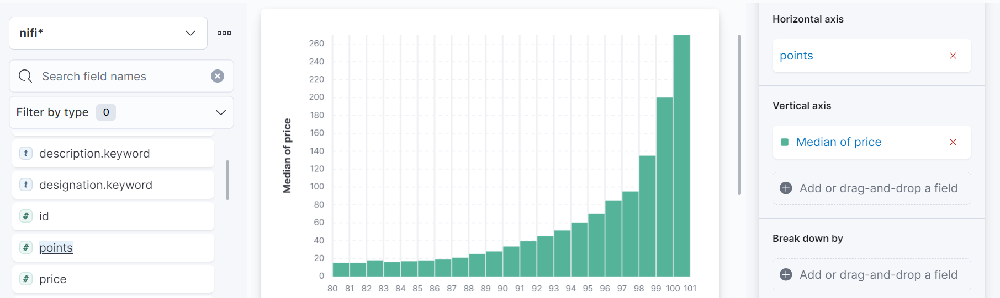 nifi*
Search field names
Filter by type 0
t description.keyword
t designation.keyword
# id
# points
# price
Median of price
260
240
220
200
180
160
140
120
100
80
60
40
20
0
80 81 82 83 84 85 86 87 88 89 90 91 92 93 94 95 96 97 98 99 100 101
Horizontal axis
points
Vertical axis
Median of price
Add or drag-and-drop a field
Break down by
Add or drag-and-drop a field